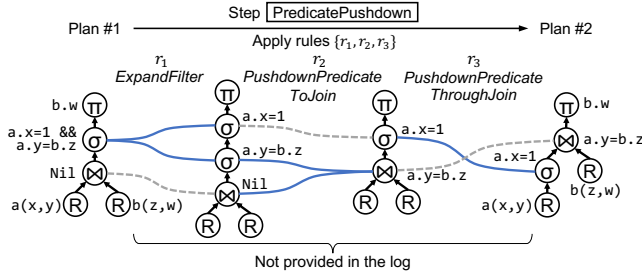 Step PredicatePushdown
Plan #1
Plan #2
Apply rules {r₁,r₂,r₃}
r₁
ExpandFilter
r₂
PushdownPredicate
ToJoin
r₃
PushdownPredicate
ThroughJoin
b.w
Π
a.x=1 &&
a.y=b.z
σ
Nil
⋈
a(x,y)
R
R
b(z,w)
Π
σ
a.x=1
σ
a.y=b.z
⋈
Nil
R
R
Π
σ
a.x=1
⋈
a.y=b.z
R
R
Π
b.w
⋈
a.y=b.z
a.x=1
σ
R
b(z,w)
a(x,y)
R
Not provided in the log